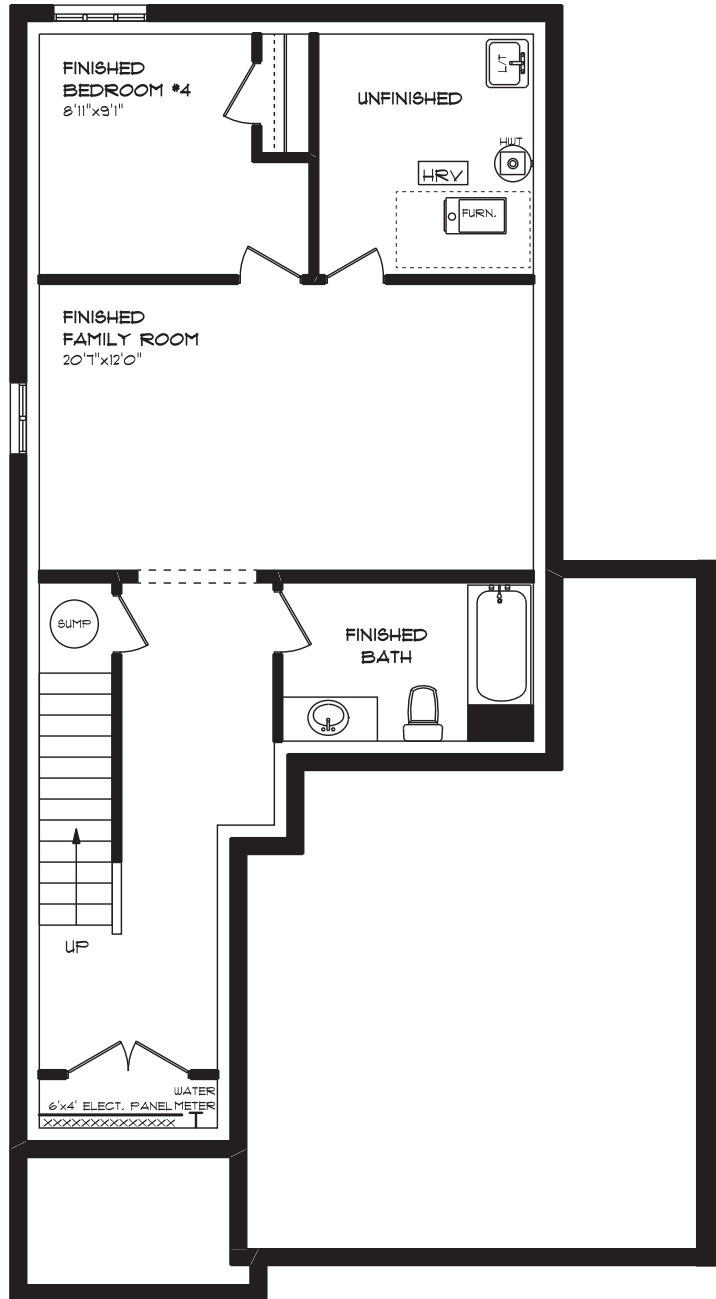 FINISHED
BEDROOM #4
8'11"x9'1"
UNFINISHED
L/T
HWT
HRV
FURN.
FINISHED
FAMILY ROOM
20'7"x12'0"
SUMP
FINISHED
BATH
UP
WATER
METER
6'x4' ELECT. PANEL